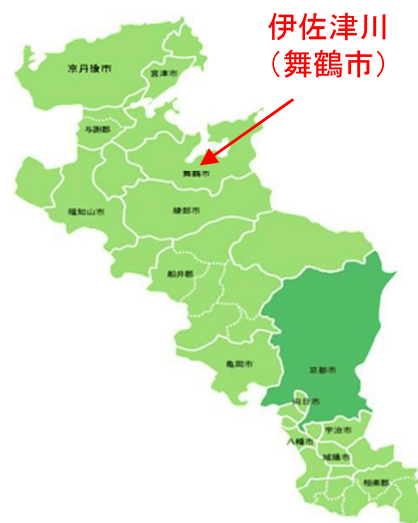 伊佐津川
（舞鶴市）
京丹後市
宮津市
与謝郡
舞鶴市
福知山市
綾部市
船井郡
亀岡市
京都市
向日市
宇治市
八幡市
城陽市
相楽郡